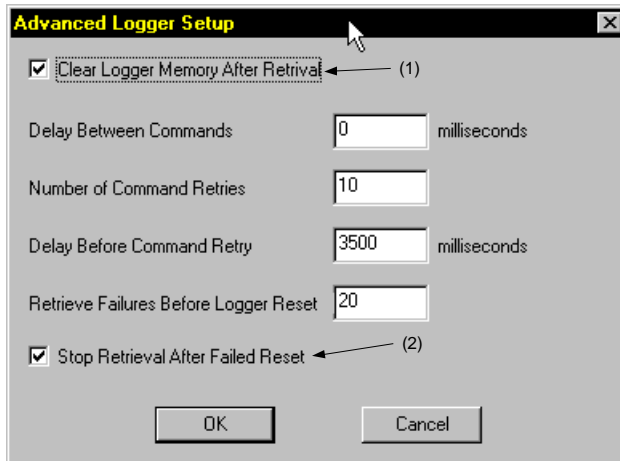 Advanced Logger Setup
Clear Logger Memory After Retrival (1)
Delay Between Commands 0 milliseconds
Number of Command Retries 10
Delay Before Command Retry 3500 milliseconds
Retrieve Failures Before Logger Reset 20
Stop Retrieval After Failed Reset (2)
OK Cancel